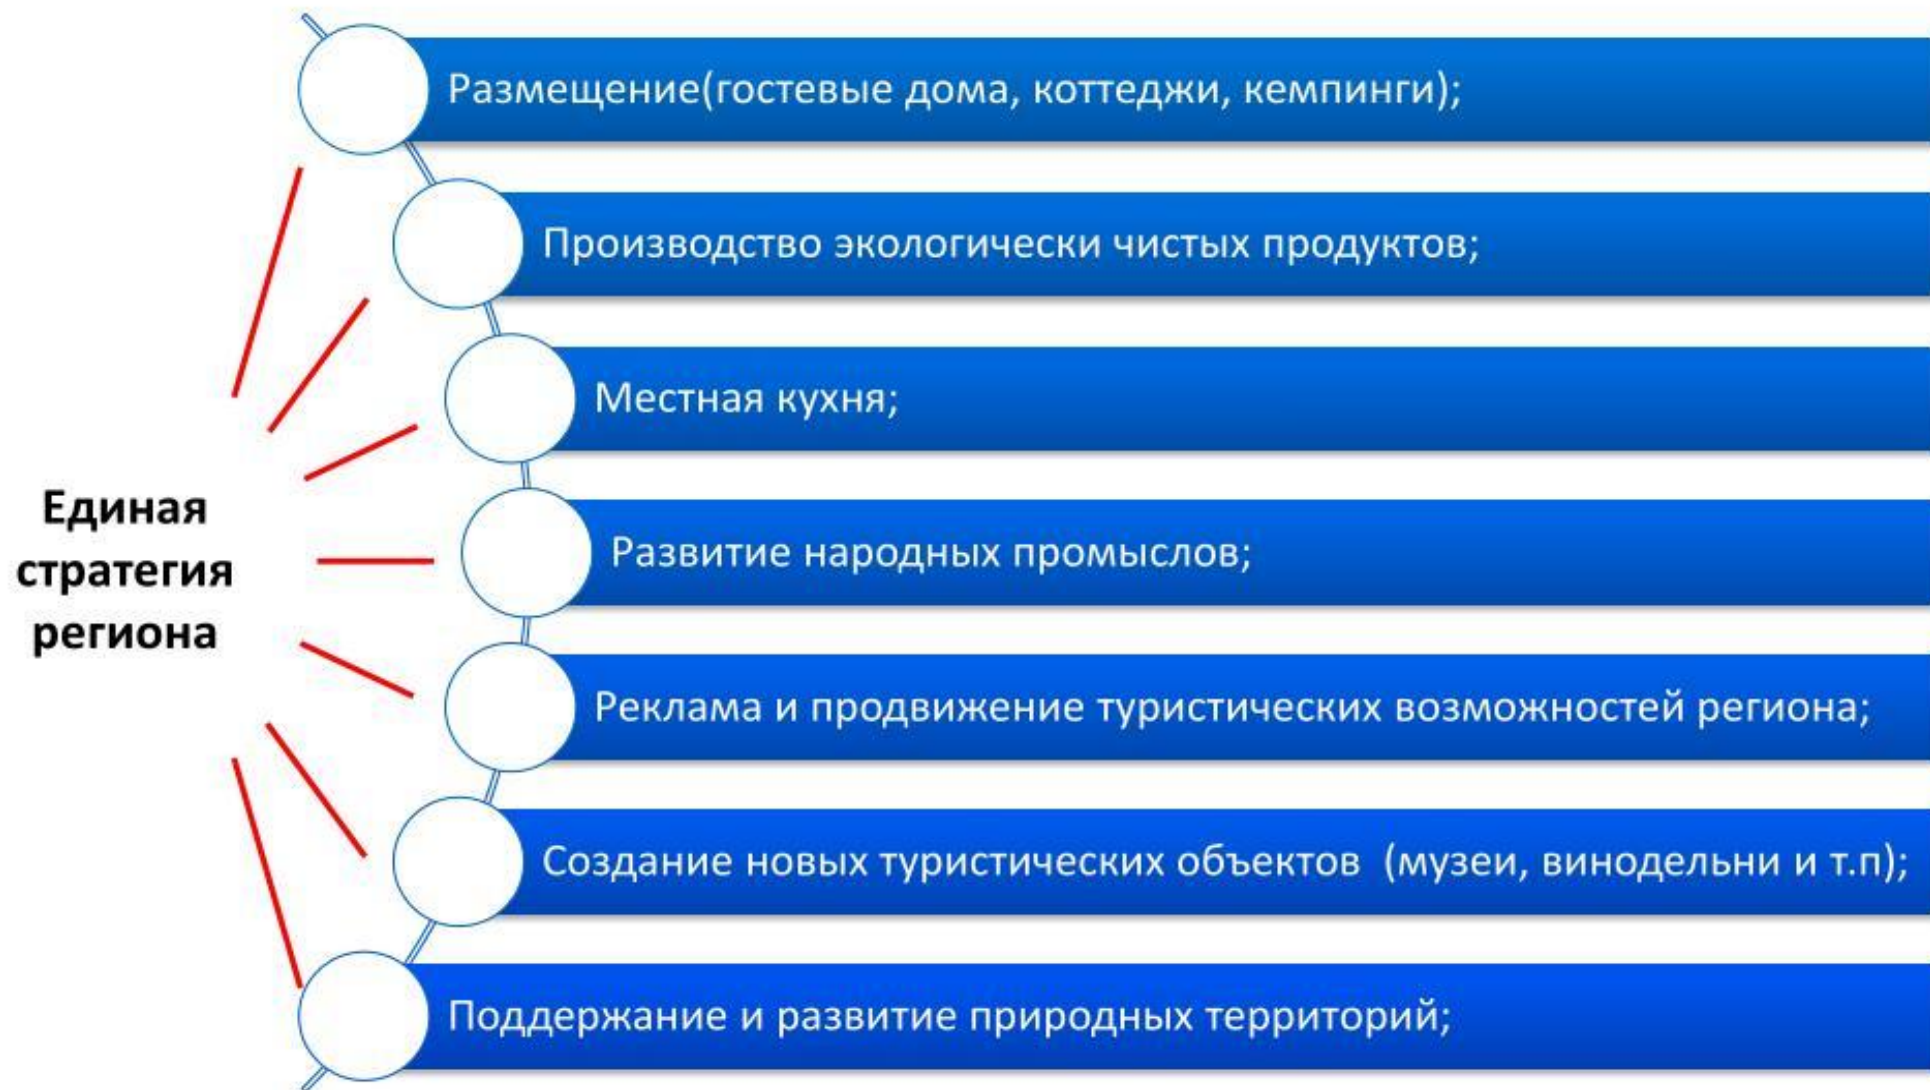 Размещение(гостевые дома, коттеджи, кемпинги);
Производство экологически чистых продуктов;
Местная кухня;
Единая
стратегия
региона
Развитие народных промыслов;
Реклама и продвижение туристических возможностей региона;
Создание новых туристических объектов  (музеи, винодельни и т.п);
Поддержание и развитие природных территорий;